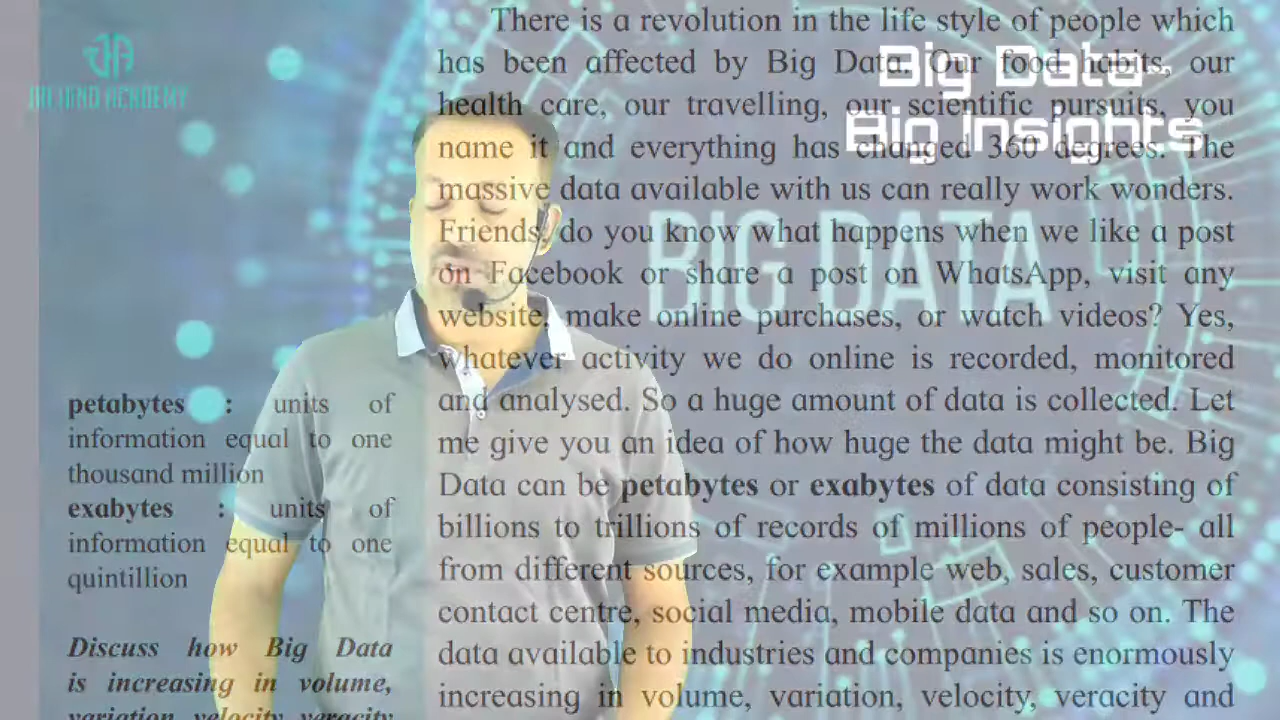 JALIAND ACADEMY
Big Data-
Big Insights
BIG DATA
petabytes : units of
information equal to one
thousand million
exabytes : units of
information equal to one
quintillion
Discuss how Big Data
is increasing in volume,
variation, velocity, veracity
There is a revolution in the life style of people which
has been affected by Big Data. Our food habits, our
health care, our travelling, our scientific pursuits, you
name it and everything has changed 360 degrees. The
massive data available with us can really work wonders.
Friends, do you know what happens when we like a post
on Facebook or share a post on WhatsApp, visit any
website, make online purchases, or watch videos? Yes,
whatever activity we do online is recorded, monitored
and analysed. So a huge amount of data is collected. Let
me give you an idea of how huge the data might be. Big
Data can be petabytes or exabytes of data consisting of
billions to trillions of records of millions of people- all
from different sources, for example web, sales, customer
contact centre, social media, mobile data and so on. The
data available to industries and companies is enormously
increasing in volume, variation, velocity, veracity and